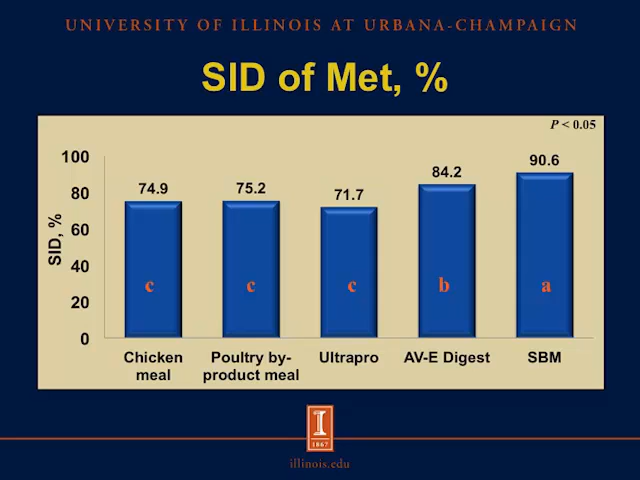 UNIVERSITY OF ILLINOIS AT URBANA-CHAMPAIGN
SID of Met, %
P < 0.05
100
80
60
40
20
0
SID, %
74.9
75.2
71.7
84.2
90.6
c
c
c
b
a
Chicken
meal
Poultry by-
product meal
Ultrapro
AV-E Digest
SBM
I
1867
illinois.edu